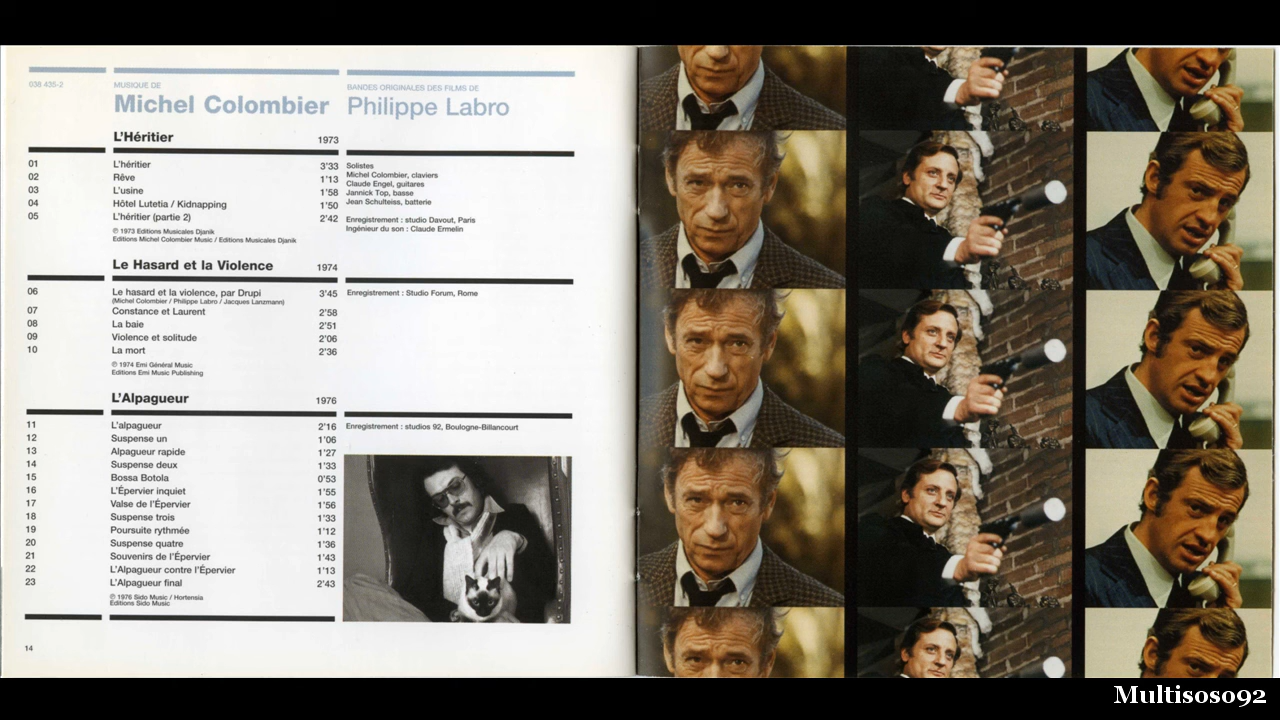 038 435-2
MUSIQUE DE
Michel Colombier
BANDES ORIGINALES DES FILMS DE
Philippe Labro
L'Héritier 1973
01 L'héritier 3'33
02 Rêve 1'13
03 L'usine 1'58
04 Hôtel Lutetia / Kidnapping 1'50
05 L'héritier (partie 2) 2'42
℗ 1973 Editions Musicales Djanik
Editions Michel Colombier Music / Editions Musicales Djanik
Solistes
Michel Colombier, claviers
Claude Engel, guitares
Jannick Top, basse
Jean Schulteiss, batterie
Enregistrement : studio Davout, Paris
Ingénieur du son : Claude Ermelin
Le Hasard et la Violence 1974
06 Le hasard et la violence, par Drupi 3'45
(Michel Colombier / Philippe Labro / Jacques Lanzmann)
07 Constance et Laurent 2'58
08 La baie 2'51
09 Violence et solitude 2'06
10 La mort 2'36
℗ 1974 Emi Général Music
Editions Emi Music Publishing
Enregistrement : Studio Forum, Rome
L'Alpagueur 1976
11 L'alpagueur 2'16
12 Suspense un 1'06
13 Alpagueur rapide 1'27
14 Suspense deux 1'33
15 Bossa Botola 0'53
16 L'Épervier inquiet 1'55
17 Valse de l'Épervier 1'56
18 Suspense trois 1'33
19 Poursuite rythmée 1'12
20 Suspense quatre 1'36
21 Souvenirs de l'Épervier 1'43
22 L'Alpagueur contre l'Épervier 1'13
23 L'Alpagueur final 2'43
℗ 1976 Sido Music / Hortensia
Editions Sido Music
Enregistrement : studios 92, Boulogne-Billancourt
14
Multisoso92